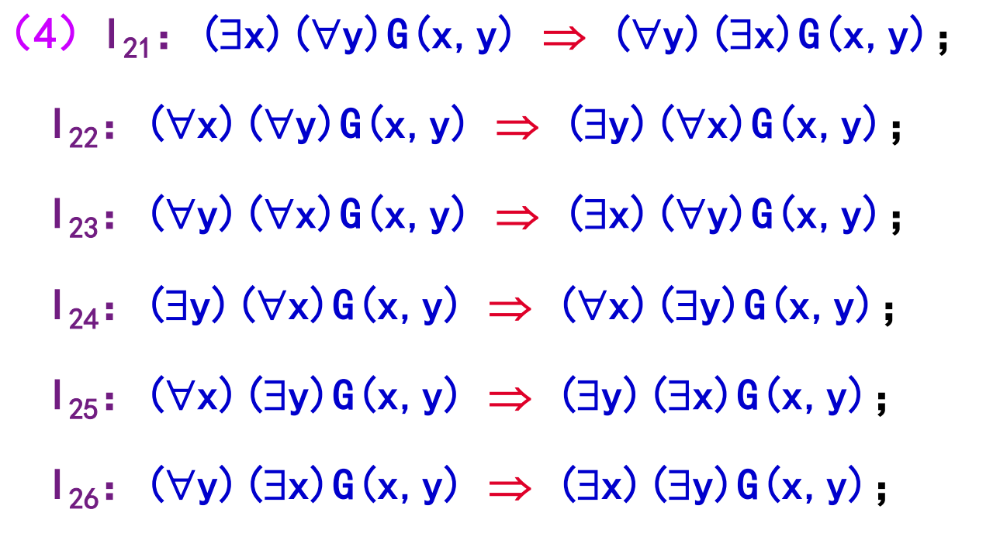 (4) I21: (∃x)(∀y)G(x,y) ⇒ (∀y)(∃x)G(x,y);
I22: (∀x)(∀y)G(x,y) ⇒ (∃y)(∀x)G(x,y);
I23: (∀y)(∀x)G(x,y) ⇒ (∃x)(∀y)G(x,y);
I24: (∃y)(∀x)G(x,y) ⇒ (∀x)(∃y)G(x,y);
I25: (∀x)(∃y)G(x,y) ⇒ (∃y)(∃x)G(x,y);
I26: (∀y)(∃x)G(x,y) ⇒ (∃x)(∃y)G(x,y);